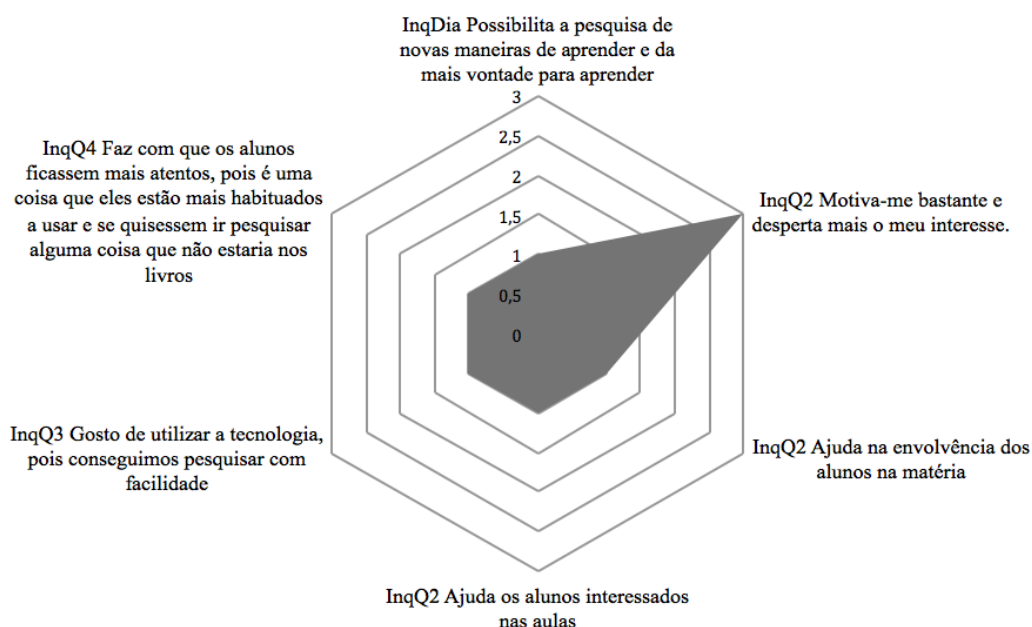 InqDia Possibilita a pesquisa de
novas maneiras de aprender e da
mais vontade para aprender
3
2,5
2
1,5
1
0,5
0
InqQ2 Motiva-me bastante e
desperta mais o meu interesse.
InqQ2 Ajuda na envolvência dos
alunos na matéria
InqQ2 Ajuda os alunos interessados
nas aulas
InqQ3 Gosto de utilizar a tecnologia,
pois conseguimos pesquisar com
facilidade
InqQ4 Faz com que os alunos
ficassem mais atentos, pois é uma
coisa que eles estão mais habituados
a usar e se quisessem ir pesquisar
alguma coisa que não estaria nos
livros